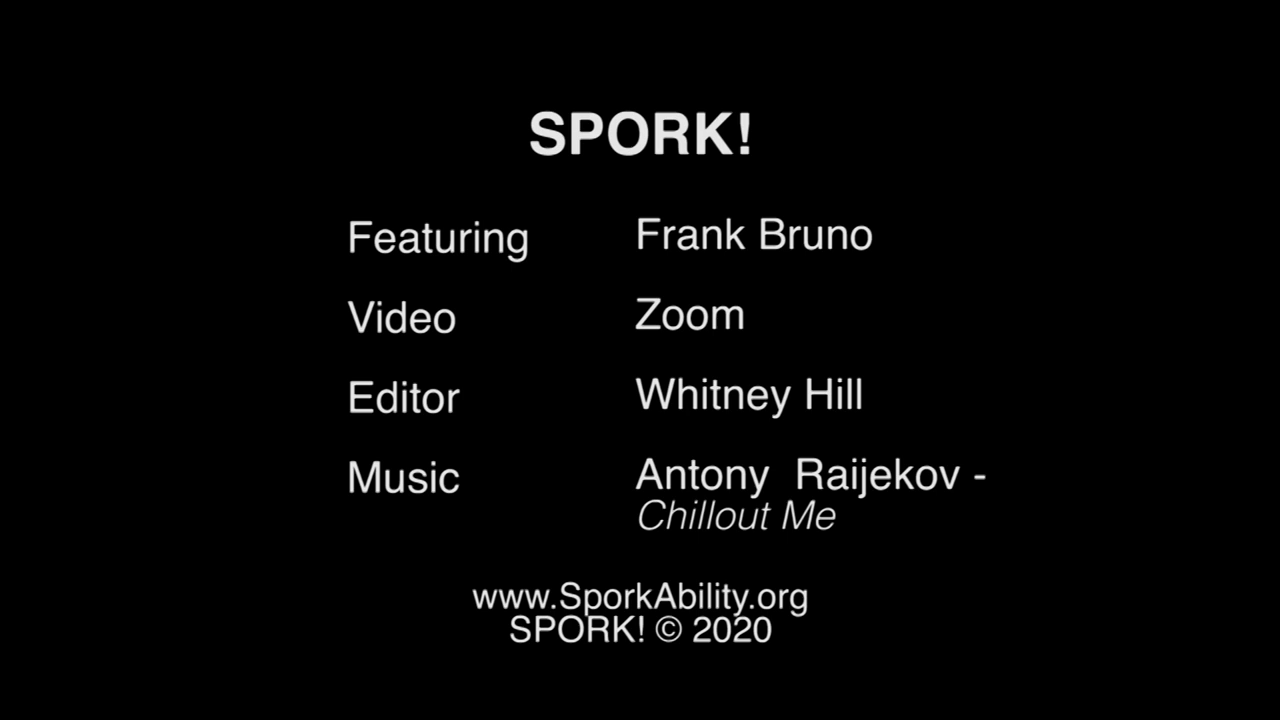 SPORK!
Featuring Frank Bruno
Video Zoom
Editor Whitney Hill
Music Antony Raijekov -
Chillout Me
www.SporkAbility.org
SPORK! © 2020